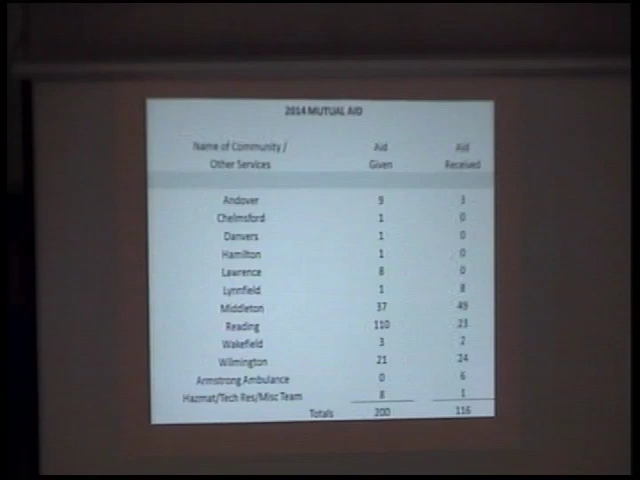 2014 MUTUAL AID
Name of Community / Aid Aid
Other Services Given Received
Andover 9 3
Chelmsford 1 0
Danvers 1 0
Hamilton 1 0
Lawrence 8 0
Lynnfield 1 8
Middleton 37 49
Reading 110 23
Wakefield 3 2
Wilmington 21 24
Armstrong Ambulance 0 6
Hazmat/Tech Res/Misc Team 8 1
Totals 200 116